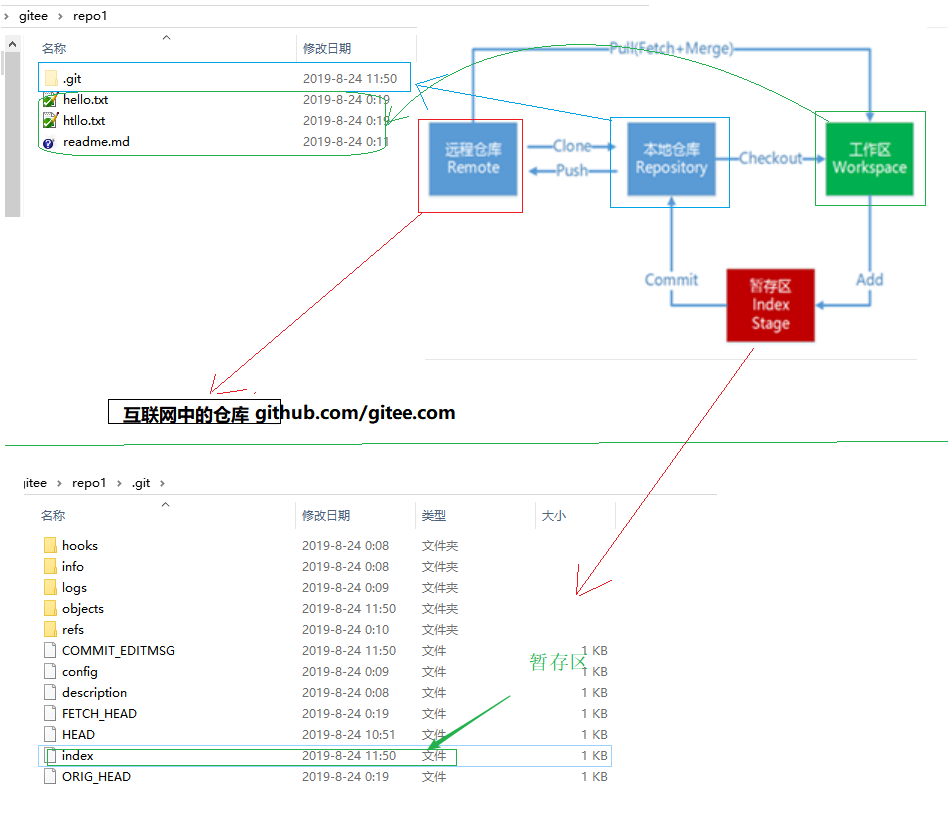 gitee › repo1
名称 修改日期
.git 2019-8-24 11:50
hello.txt 2019-8-24 0:19
htllo.txt 2019-8-24 0:19
readme.md 2019-8-24 0:11
Pull(Fetch+Merge)
远程仓库
Remote
Clone
Push
本地仓库
Repository
Checkout
工作区
Workspace
Commit
Add
暂存区
Index
Stage
互联网中的仓库 github.com/gitee.com
gitee › repo1 › .git ›
名称 修改日期 类型 大小
hooks 2019-8-24 0:08 文件夹
info 2019-8-24 0:08 文件夹
logs 2019-8-24 0:09 文件夹
objects 2019-8-24 11:50 文件夹
refs 2019-8-24 0:10 文件夹
COMMIT_EDITMSG 2019-8-24 11:50 文件 1 KB
暂存区
config 2019-8-24 0:09 文件 1 KB
description 2019-8-24 0:08 文件 1 KB
FETCH_HEAD 2019-8-24 0:19 文件 1 KB
HEAD 2019-8-24 10:51 文件 1 KB
index 2019-8-24 11:50 文件 1 KB
ORIG_HEAD 2019-8-24 0:19 文件 1 KB